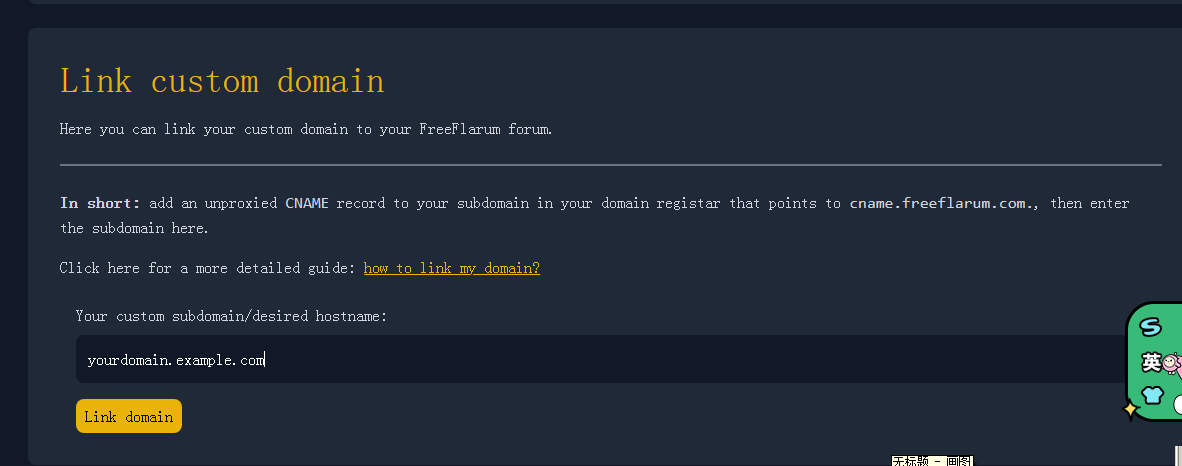 Link custom domain
Here you can link your custom domain to your FreeFlarum forum.
In short: add an unproxied CNAME record to your subdomain in your domain registar that points to cname.freeflarum.com., then enter
the subdomain here.
Click here for a more detailed guide: how to link my domain?
Your custom subdomain/desired hostname:
yourdomain.example.com
Link domain
S
英
无标题 - 画图